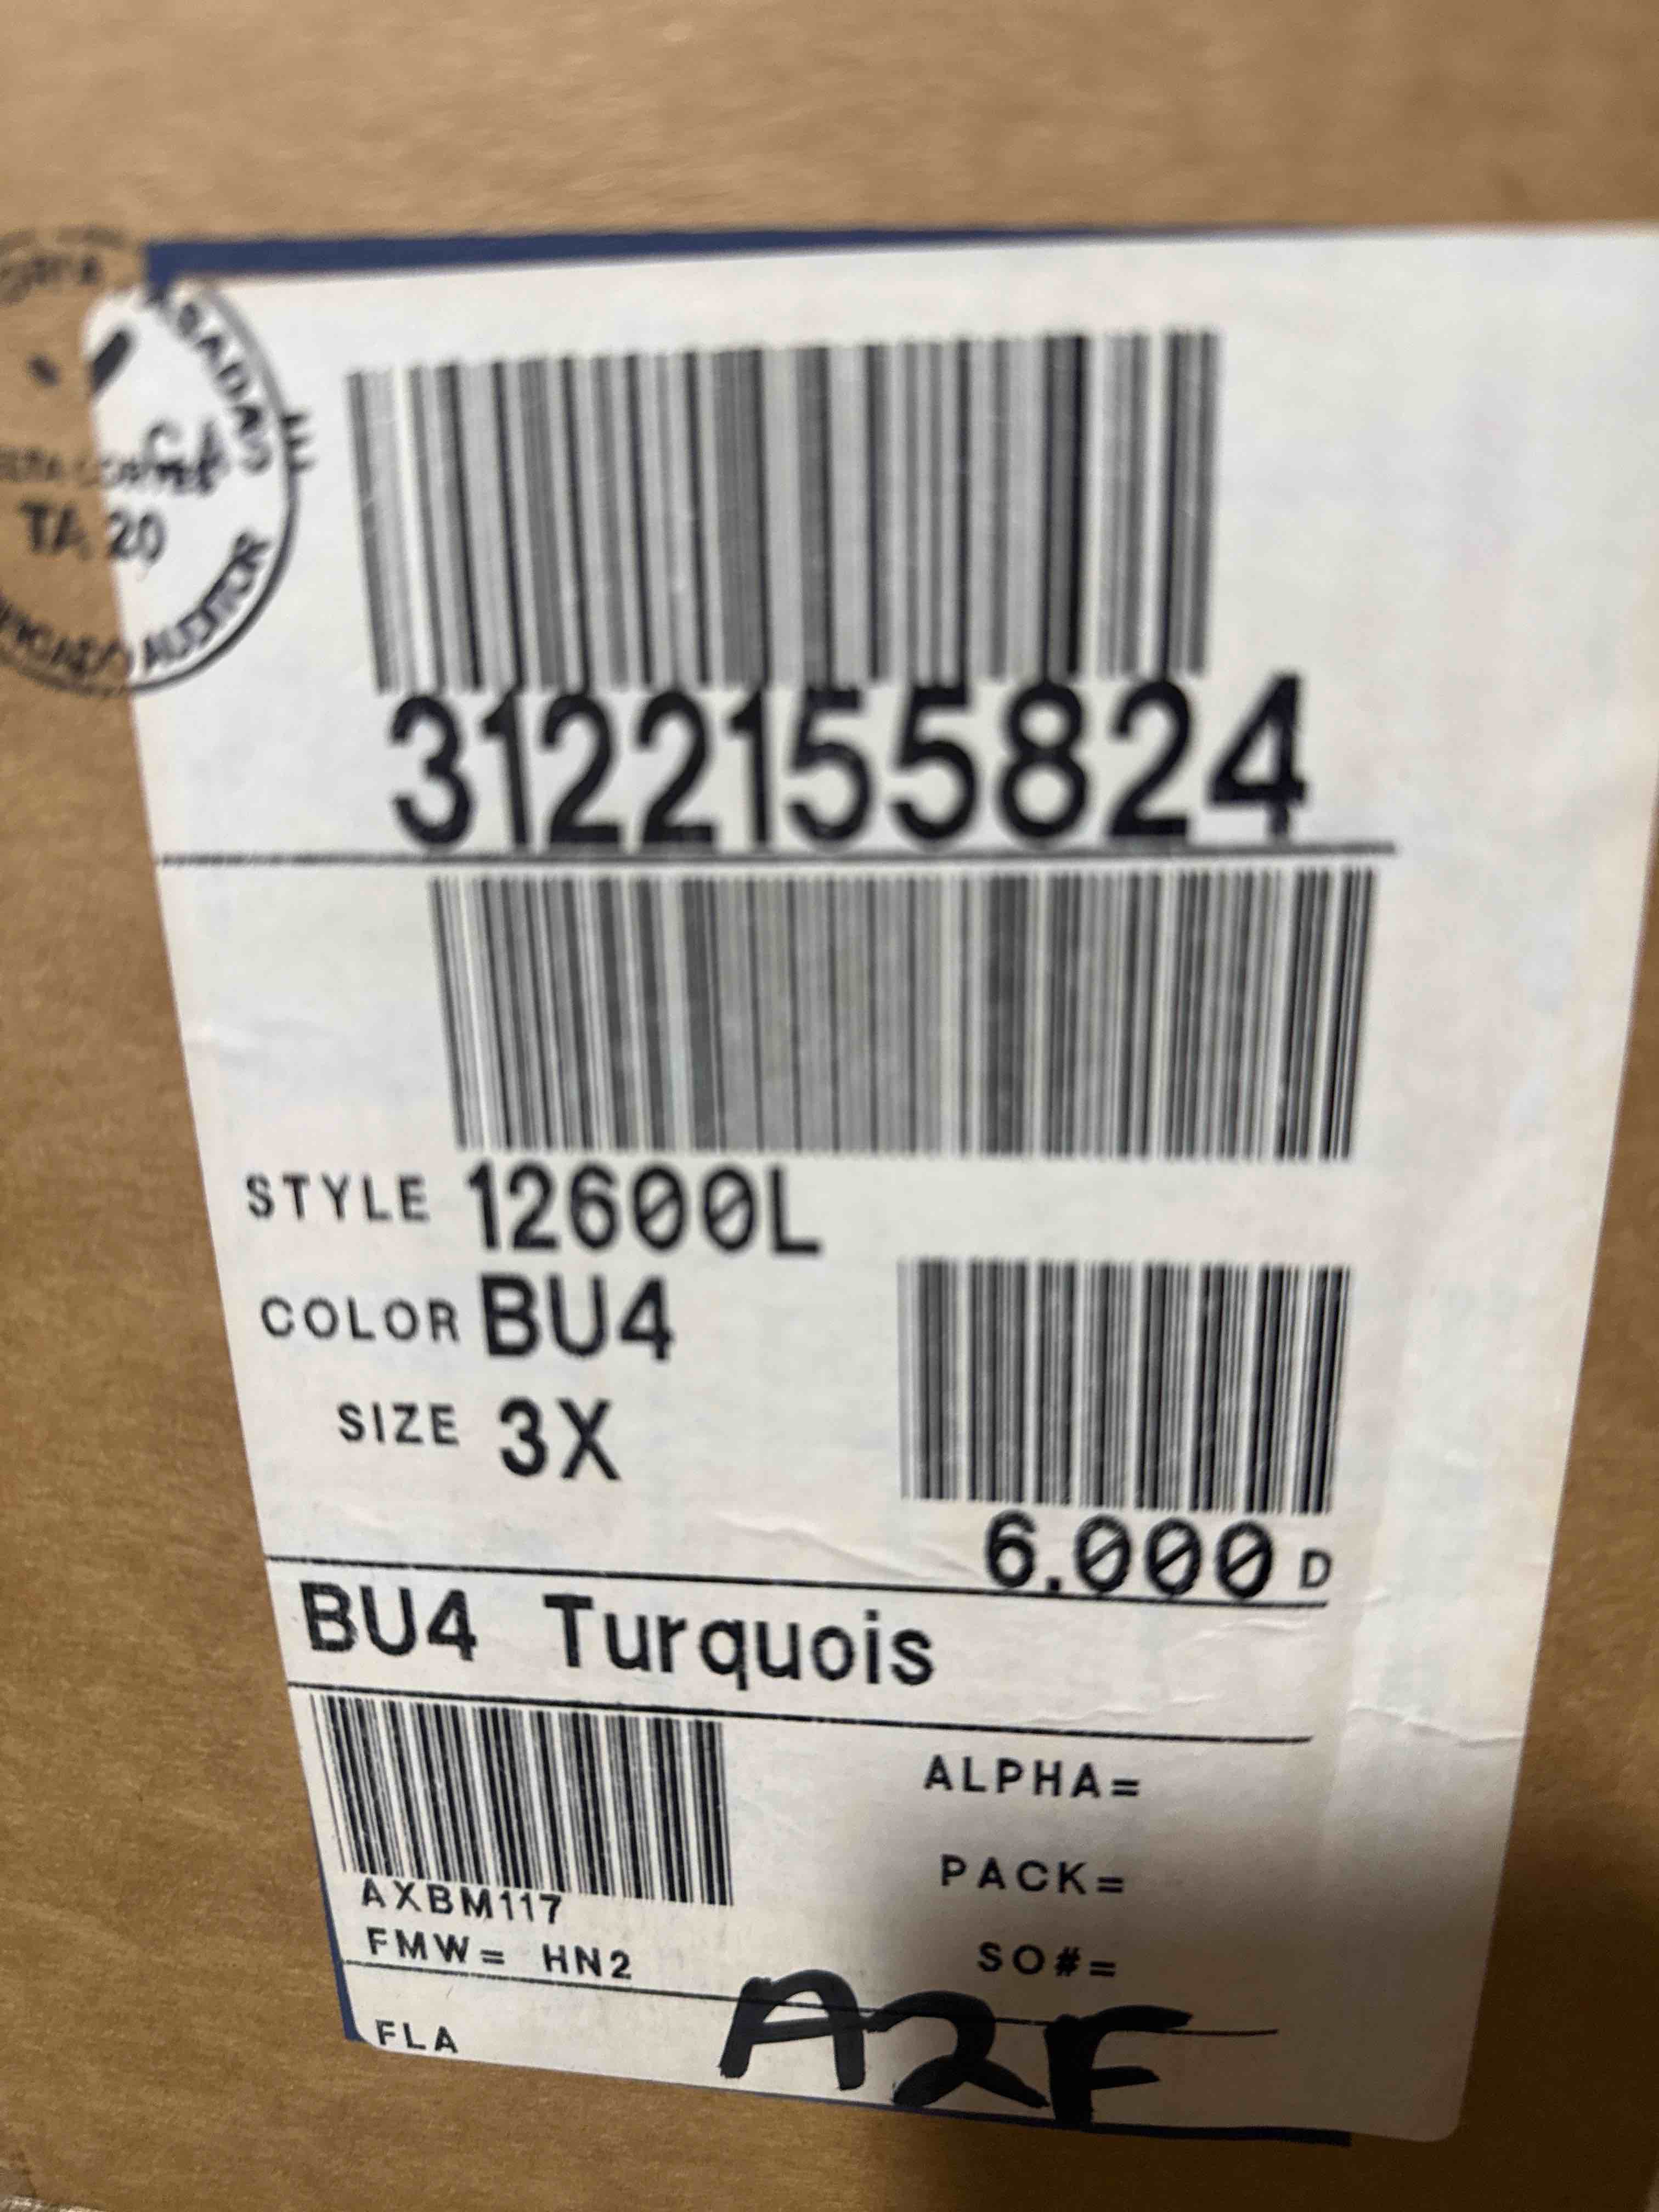 TA 20
AUDITOR
3122155824
STYLE 12600L
COLOR BU4
SIZE 3X
6.000 D
BU4 Turquois
AXBM117
FMW= HN2
ALPHA=
PACK=
SO#=
FLA
A2F